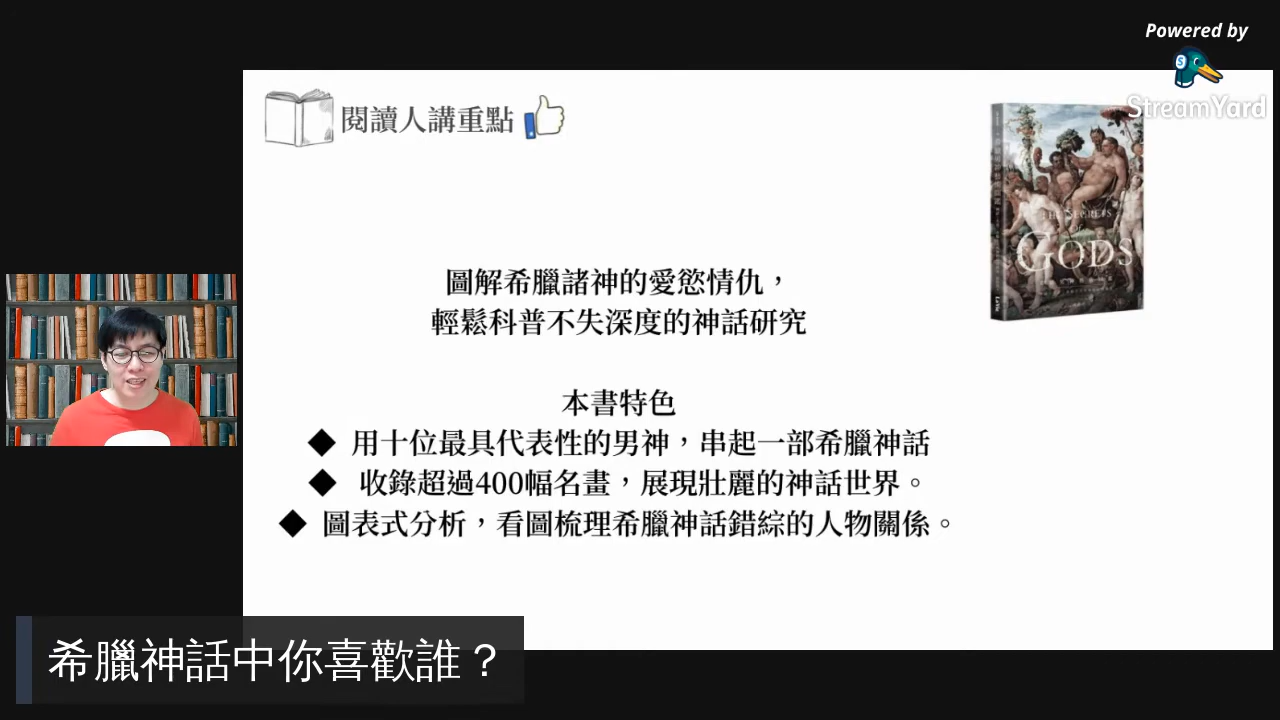 Powered by
StreamYard
閱讀人講重點
THE SECRETS
GODS
圖解希臘諸神的愛慾情仇，
輕鬆科普不失深度的神話研究
本書特色
◆ 用十位最具代表性的男神，串起一部希臘神話
◆ 收錄超過400幅名畫，展現壯麗的神話世界。
◆ 圖表式分析，看圖梳理希臘神話錯綜的人物關係。
希臘神話中你喜歡誰？